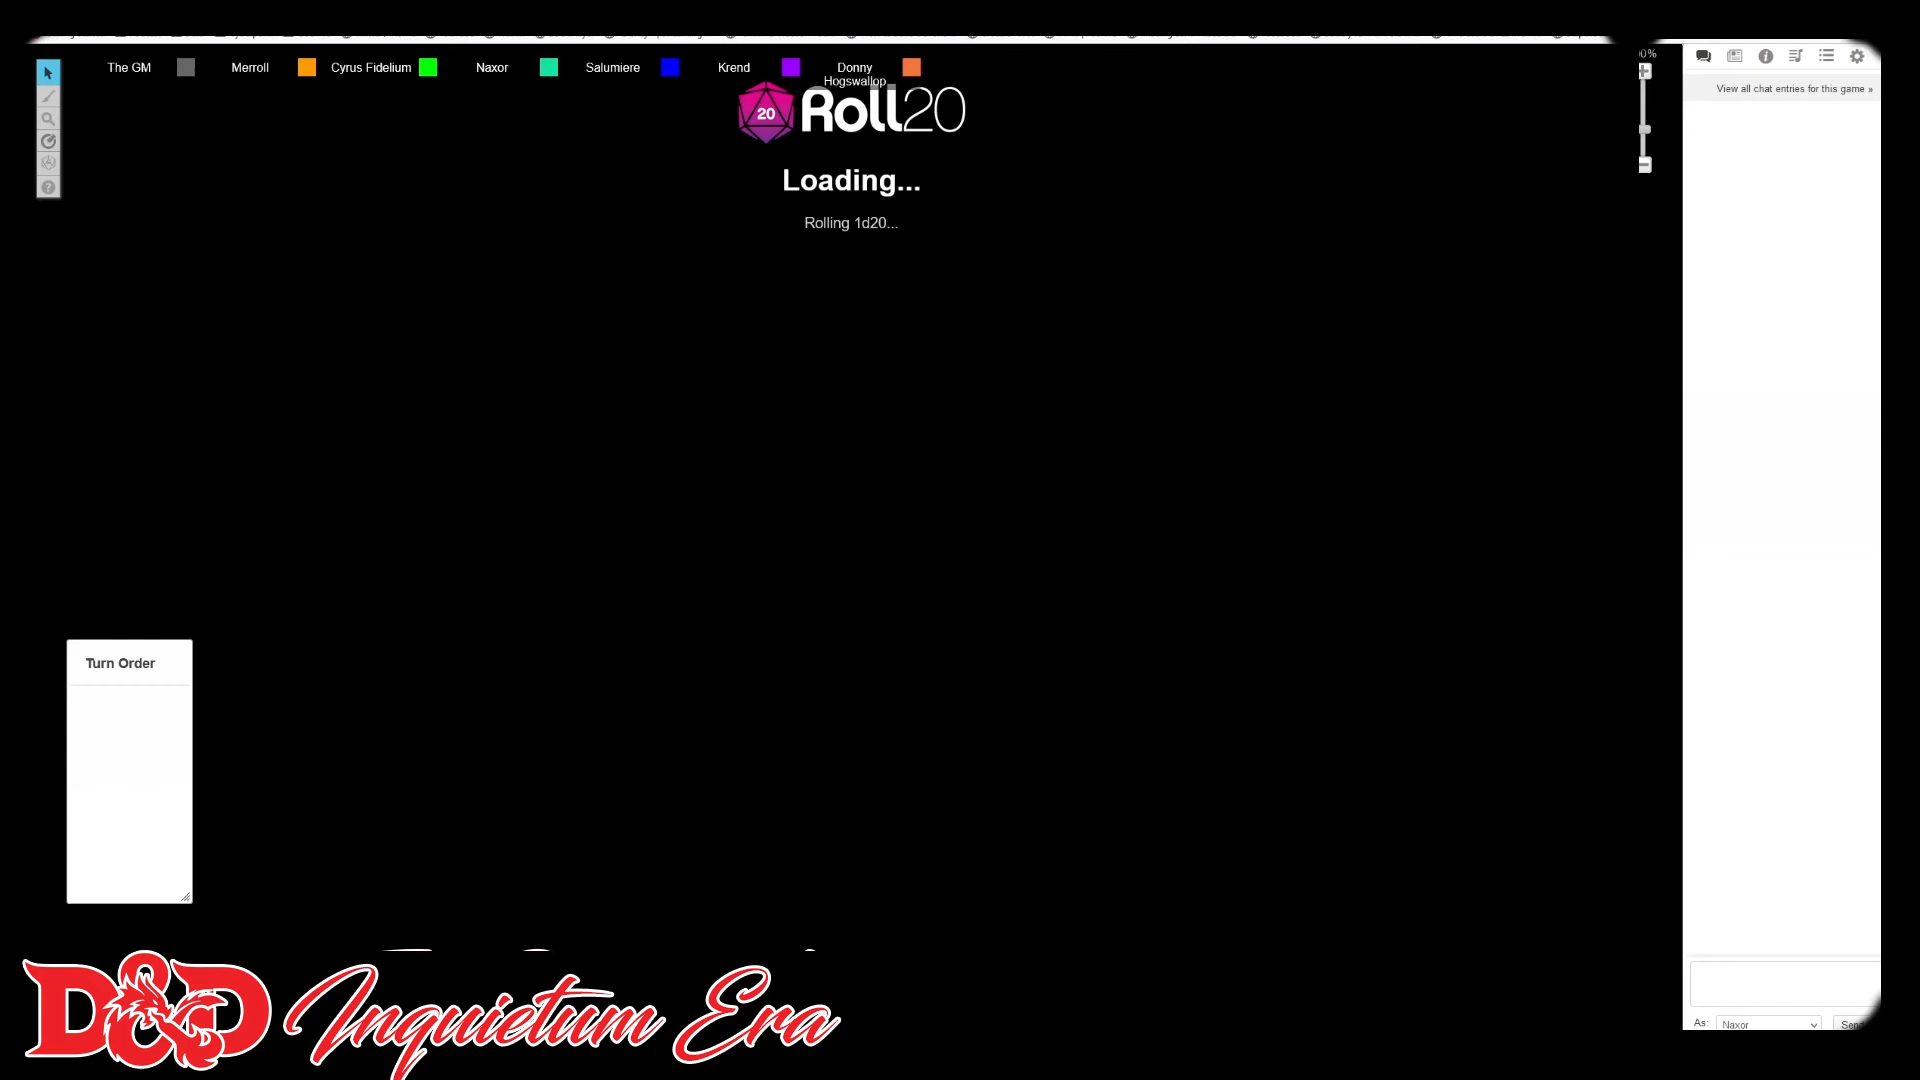 The GM
Merroll
Cyrus Fidelium
Naxor
Salumiere
Krend
Donny
Hogswallop
20
Roll20
Loading...
Rolling 1d20...
View all chat entries for this game »
Turn Order
D&D Inquietum Era
As:
Naxor